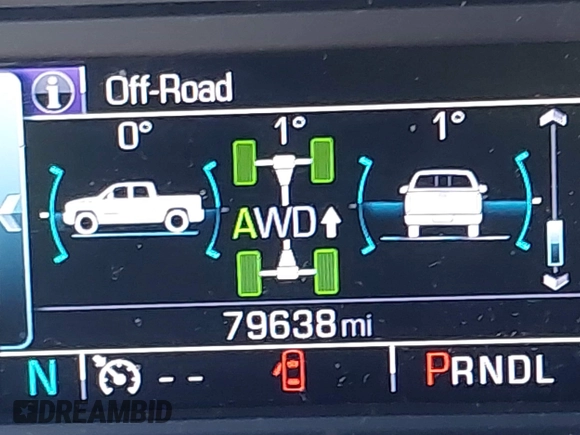 i Off-Road
0° 1° 1°
AWD
79638 mi
N -- PRNDL
DREAMBID